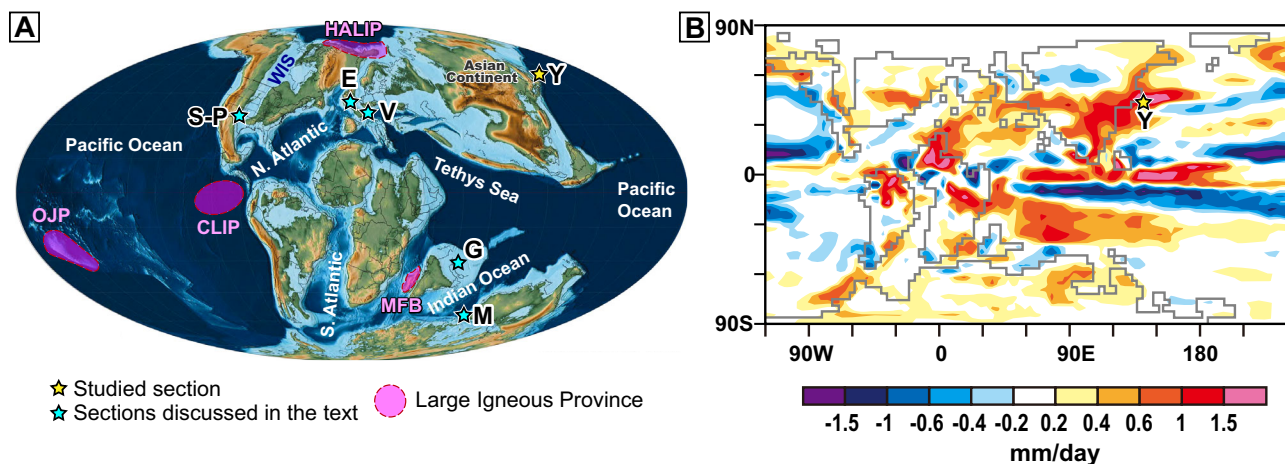 A
HALIP
WIS
Asian
Continent
Y
E
V
S-P
N. Atlantic
Pacific Ocean
Tethys Sea
Pacific
Ocean
OJP
CLIP
G
Indian Ocean
MFB
S. Atlantic
M
Studied section
Sections discussed in the text
Large Igneous Province
B
90N
Y
0
90S
90W 0 90E 180
-1.5 -1 -0.6 -0.4 -0.2 0.2 0.4 0.6 1 1.5
mm/day